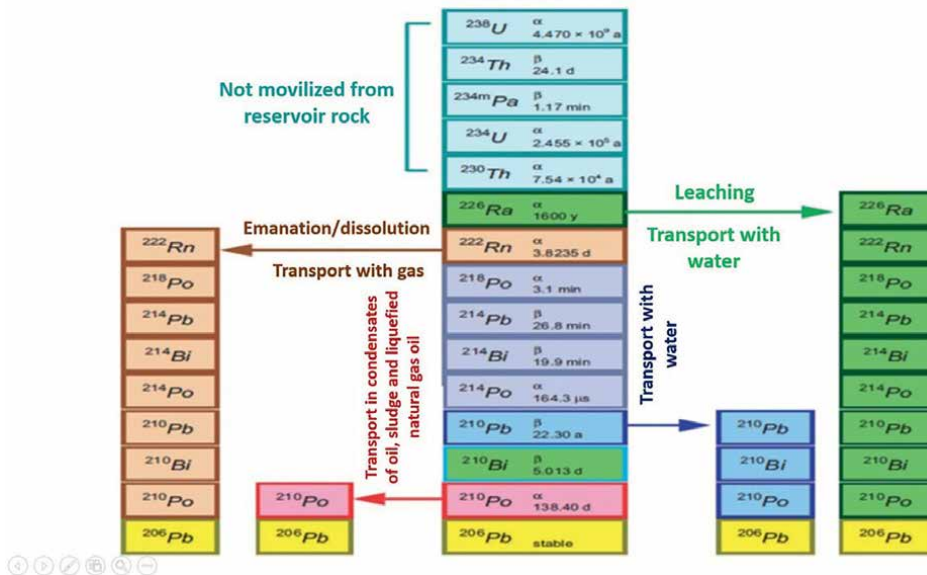 Not movilized from
reservoir rock
²³⁸U α
4.470 × 10⁹ a
²³⁴Th β
24.1 d
²³⁴ᵐPa β
1.17 min
²³⁴U α
2.455 × 10⁵ a
²³⁰Th α
7.54 × 10⁴ a
²²⁶Ra α
1600 y
²²²Rn α
3.8235 d
²¹⁸Po α
3.1 min
²¹⁴Pb β
26.8 min
²¹⁴Bi β
19.9 min
²¹⁴Po α
164.3 µs
²¹⁰Pb β
22.30 a
²¹⁰Bi β
5.013 d
²¹⁰Po α
138.40 d
²⁰⁶Pb stable
Emanation/dissolution
Transport with gas
²²²Rn
²¹⁸Po
²¹⁴Pb
²¹⁴Bi
²¹⁴Po
²¹⁰Pb
²¹⁰Bi
²¹⁰Po
²⁰⁶Pb
Transport in condensates
of oil, sludge and liquefied
natural gas oil
²¹⁰Po
²⁰⁶Pb
Transport with
water
²¹⁰Pb
²¹⁰Bi
²¹⁰Po
²⁰⁶Pb
Leaching
Transport with
water
²²⁶Ra
²²²Rn
²¹⁸Po
²¹⁴Pb
²¹⁴Bi
²¹⁴Po
²¹⁰Pb
²¹⁰Bi
²¹⁰Po
²⁰⁶Pb